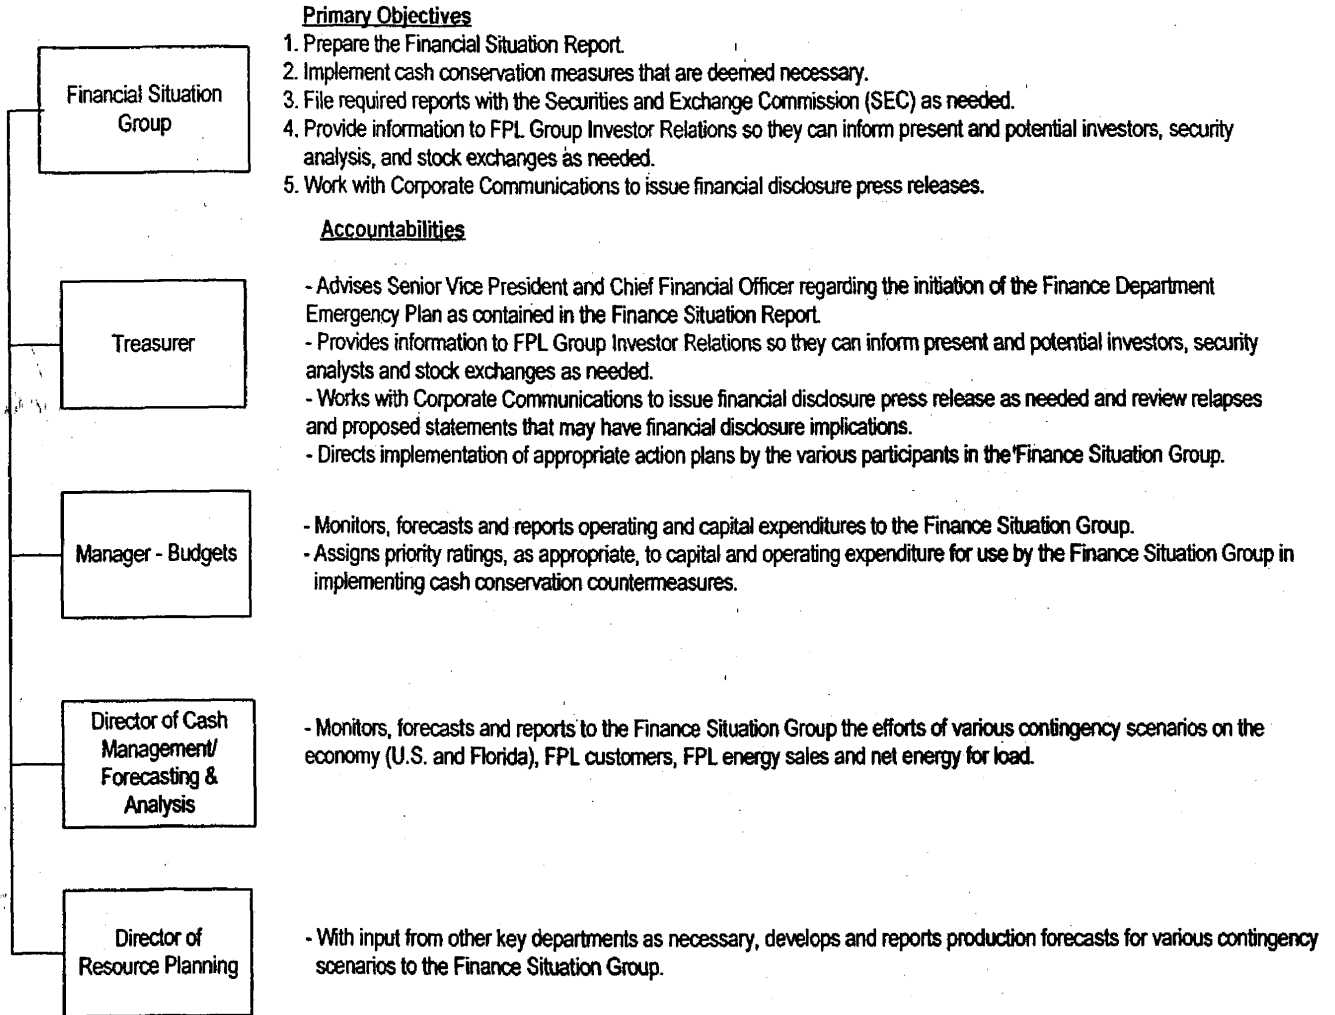 Primary Objectives
1. Prepare the Financial Situation Report.
2. Implement cash conservation measures that are deemed necessary.
3. File required reports with the Securities and Exchange Commission (SEC) as needed.
4. Provide information to FPL Group Investor Relations so they can inform present and potential investors, security
analysis, and stock exchanges as needed.
5. Work with Corporate Communications to issue financial disclosure press releases.
Financial Situation
Group
Accountabilities
Treasurer
- Advises Senior Vice President and Chief Financial Officer regarding the initiation of the Finance Department
Emergency Plan as contained in the Finance Situation Report.
- Provides information to FPL Group Investor Relations so they can inform present and potential investors, security
analysts and stock exchanges as needed.
- Works with Corporate Communications to issue financial disclosure press release as needed and review relapses
and proposed statements that may have financial disclosure implications.
- Directs implementation of appropriate action plans by the various participants in the Finance Situation Group.
Manager - Budgets
- Monitors, forecasts and reports operating and capital expenditures to the Finance Situation Group.
- Assigns priority ratings, as appropriate, to capital and operating expenditure for use by the Finance Situation Group in
implementing cash conservation countermeasures.
Director of Cash
Management/
Forecasting &
Analysis
- Monitors, forecasts and reports to the Finance Situation Group the efforts of various contingency scenarios on the
economy (U.S. and Florida), FPL customers, FPL energy sales and net energy for load.
Director of
Resource Planning
- With input from other key departments as necessary, develops and reports production forecasts for various contingency
scenarios to the Finance Situation Group.